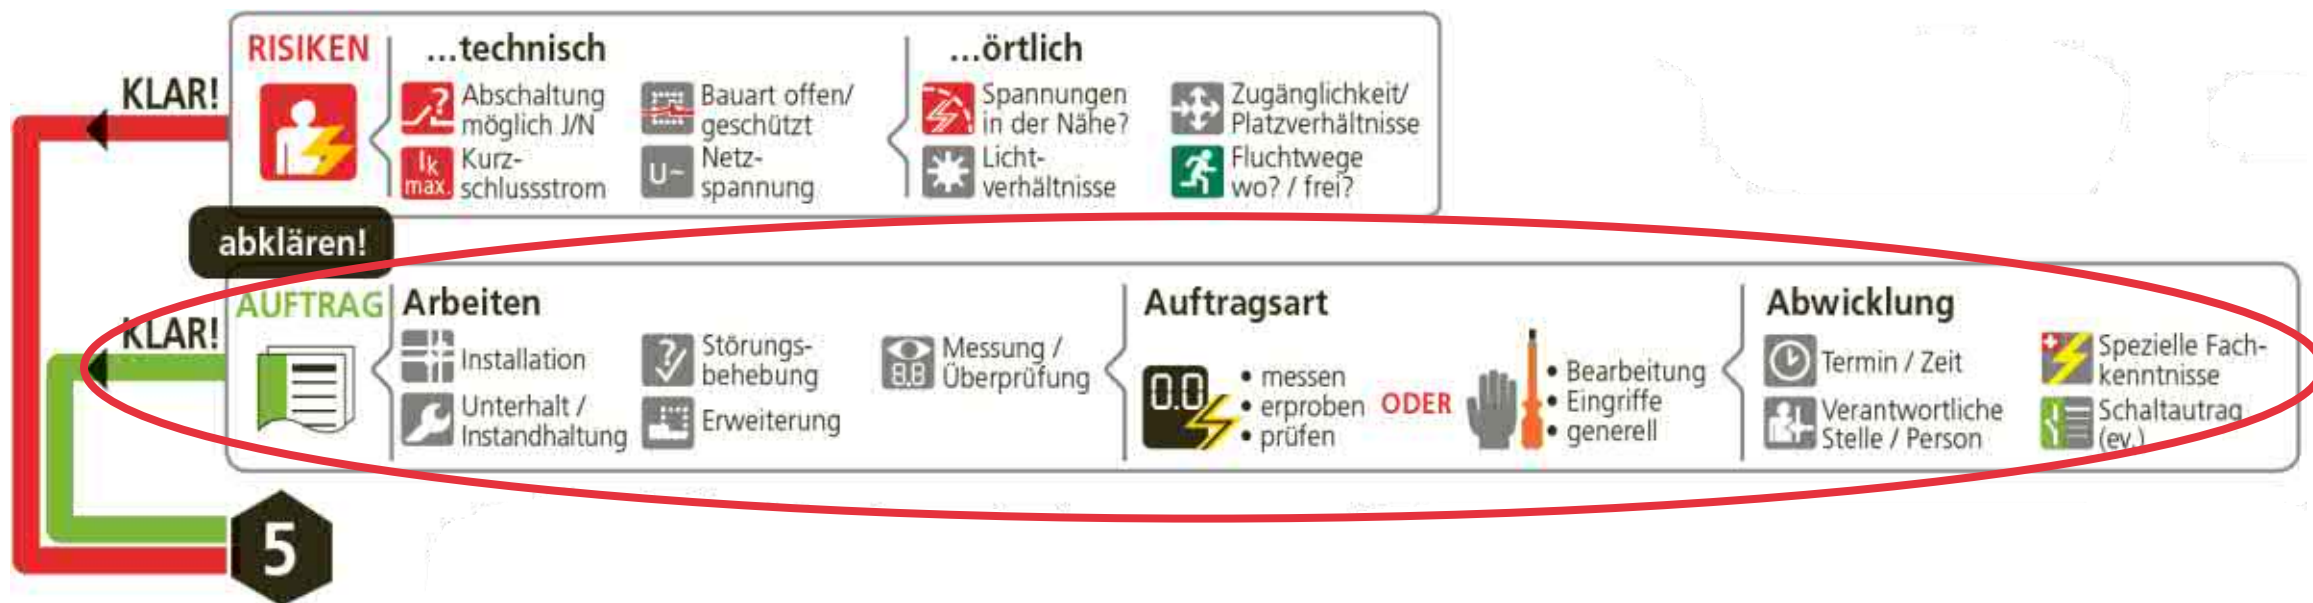 RISIKEN
...technisch
...örtlich
KLAR!
Abschaltung
möglich J/N
Bauart offen/
geschützt
Spannungen
in der Nähe?
Zugänglichkeit/
Platzverhältnisse
Ik
max.
Kurz-
schlussstrom
U~
Netz-
spannung
Licht-
verhältnisse
Fluchtwege
wo? / frei?
abklären!
AUFTRAG
Arbeiten
Auftragsart
Abwicklung
KLAR!
Installation
Störungs-
behebung
8.8
Messung /
Überprüfung
Unterhalt /
Instandhaltung
Erweiterung
0.0
• messen
• erproben
• prüfen
ODER
• Bearbeitung
• Eingriffe
• generell
Termin / Zeit
Spezielle Fach-
kenntnisse
Verantwortliche
Stelle / Person
Schaltautrag
(ev.)
5